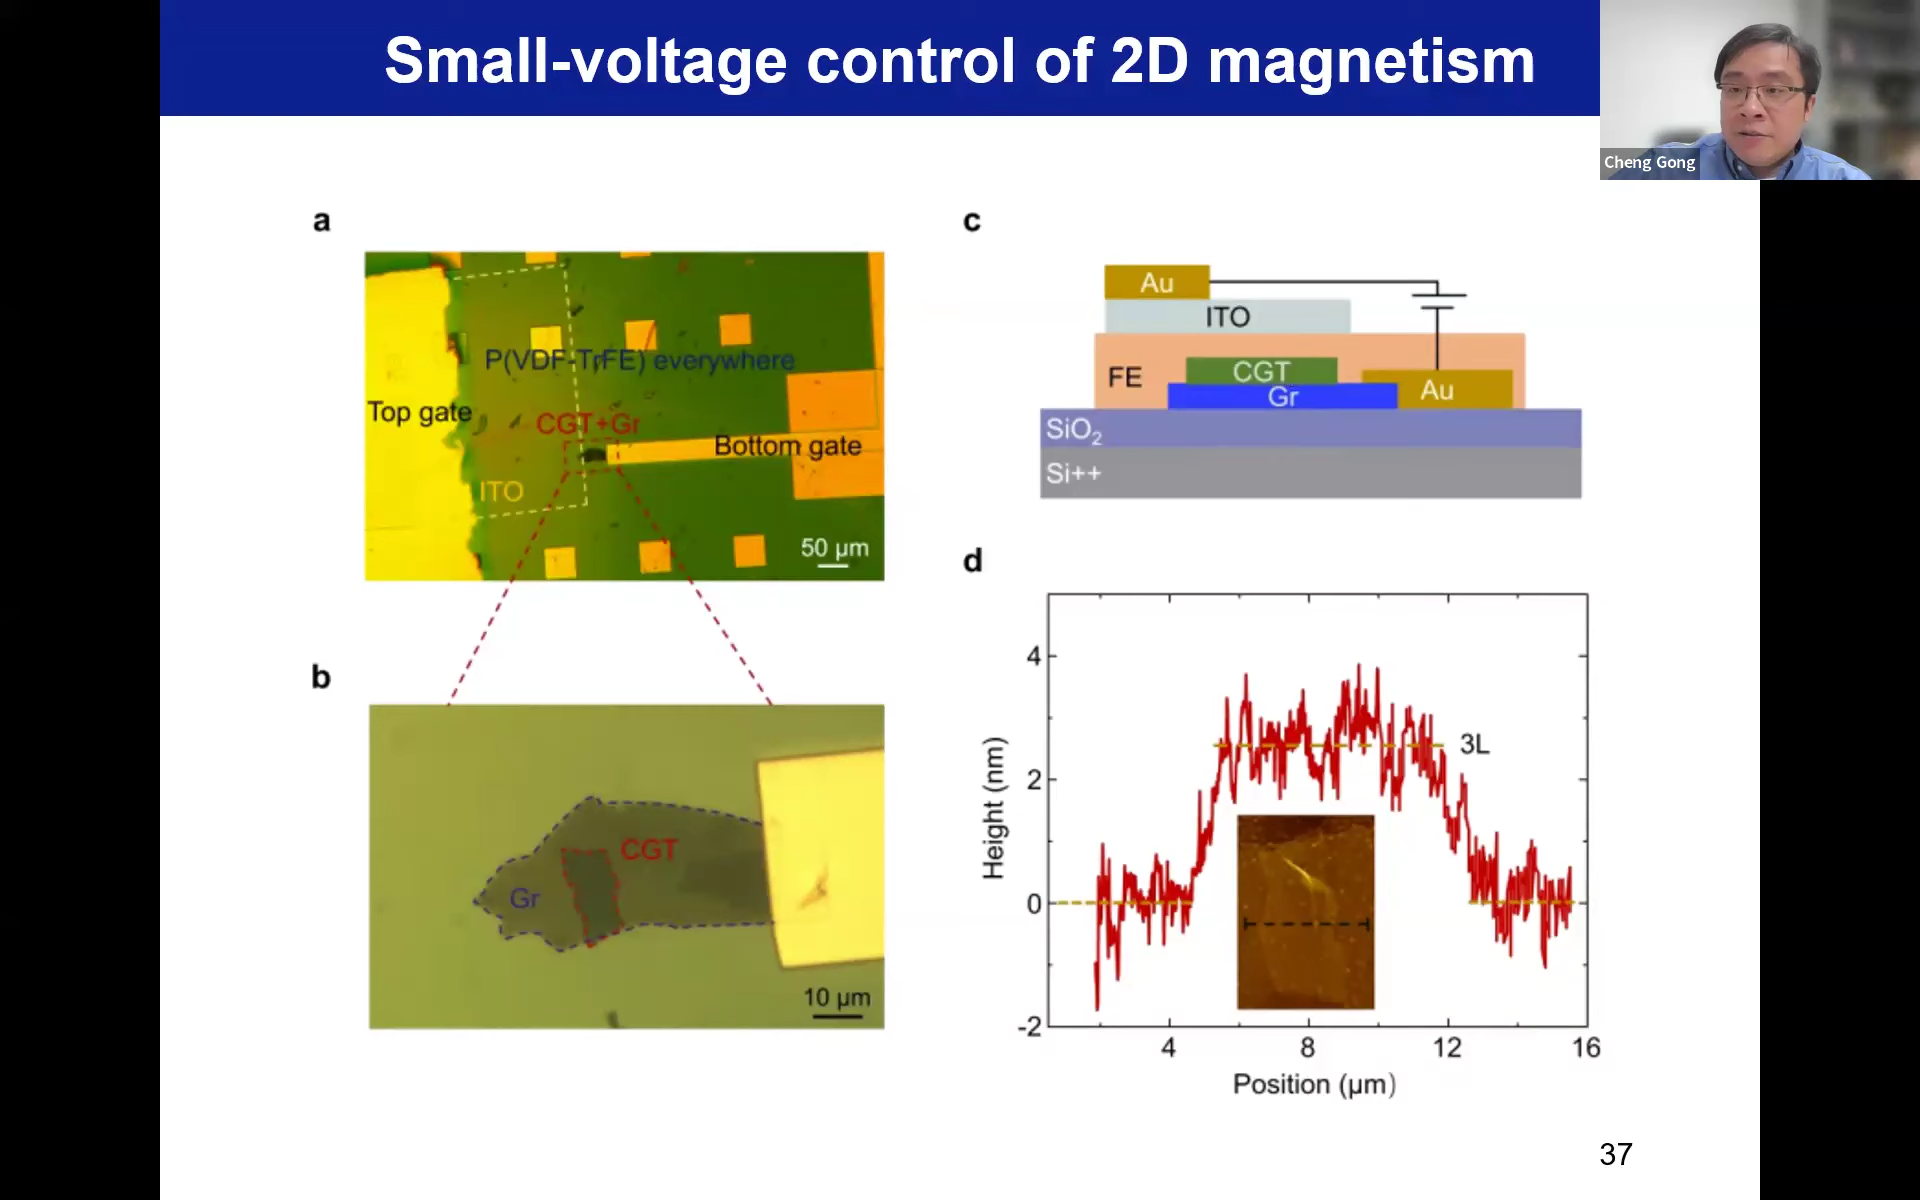 Small-voltage control of 2D magnetism
Cheng Gong
a
P(VDF-TrFE) everywhere
Top gate
CGT+Gr
Bottom gate
ITO
50 µm
b
CGT
Gr
10 µm
c
Au
ITO
CGT
FE
Gr
Au
SiO₂
Si++
d
4
3L
2
0
-2
Height (nm)
4 8 12 16
Position (µm)
37